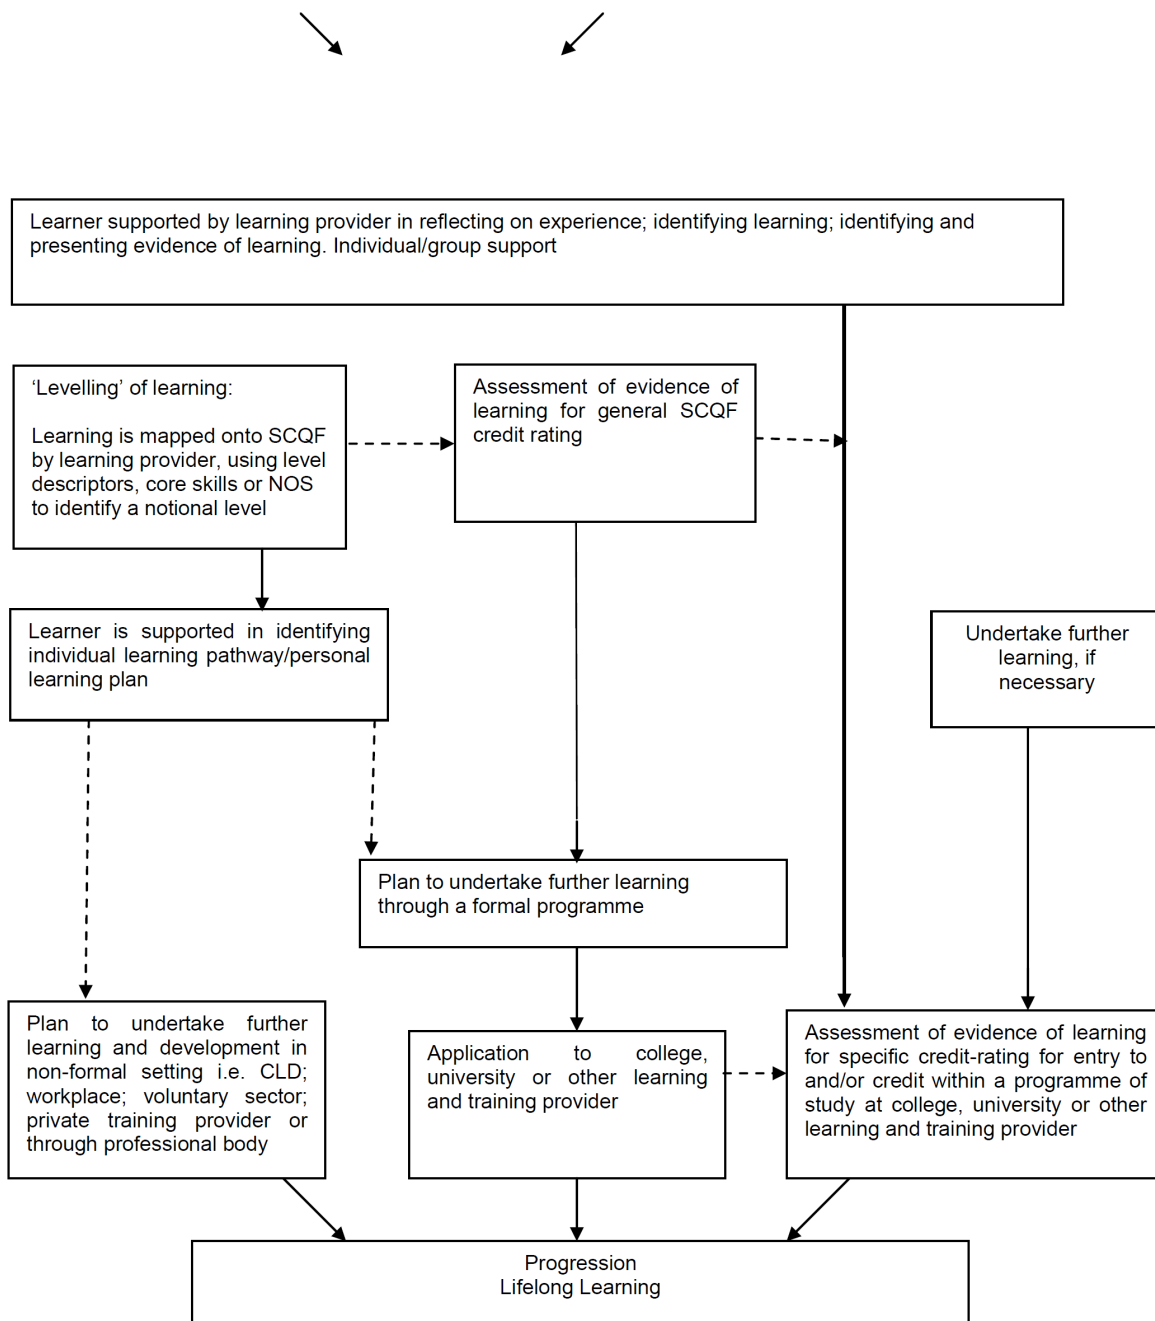 Learner supported by learning provider in reflecting on experience; identifying learning; identifying and
presenting evidence of learning. Individual/group support
‘Levelling’ of learning:
Learning is mapped onto SCQF
by learning provider, using level
descriptors, core skills or NOS
to identify a notional level
Assessment of evidence of
learning for general SCQF
credit rating
Learner is supported in identifying
individual learning pathway/personal
learning plan
Undertake further
learning, if
necessary
Plan to undertake further learning
through a formal programme
Plan to undertake further
learning and development in
non-formal setting i.e. CLD;
workplace; voluntary sector;
private training provider or
through professional body
Application to college,
university or other learning
and training provider
Assessment of evidence of learning
for specific credit-rating for entry to
and/or credit within a programme of
study at college, university or other
learning and training provider
Progression
Lifelong Learning